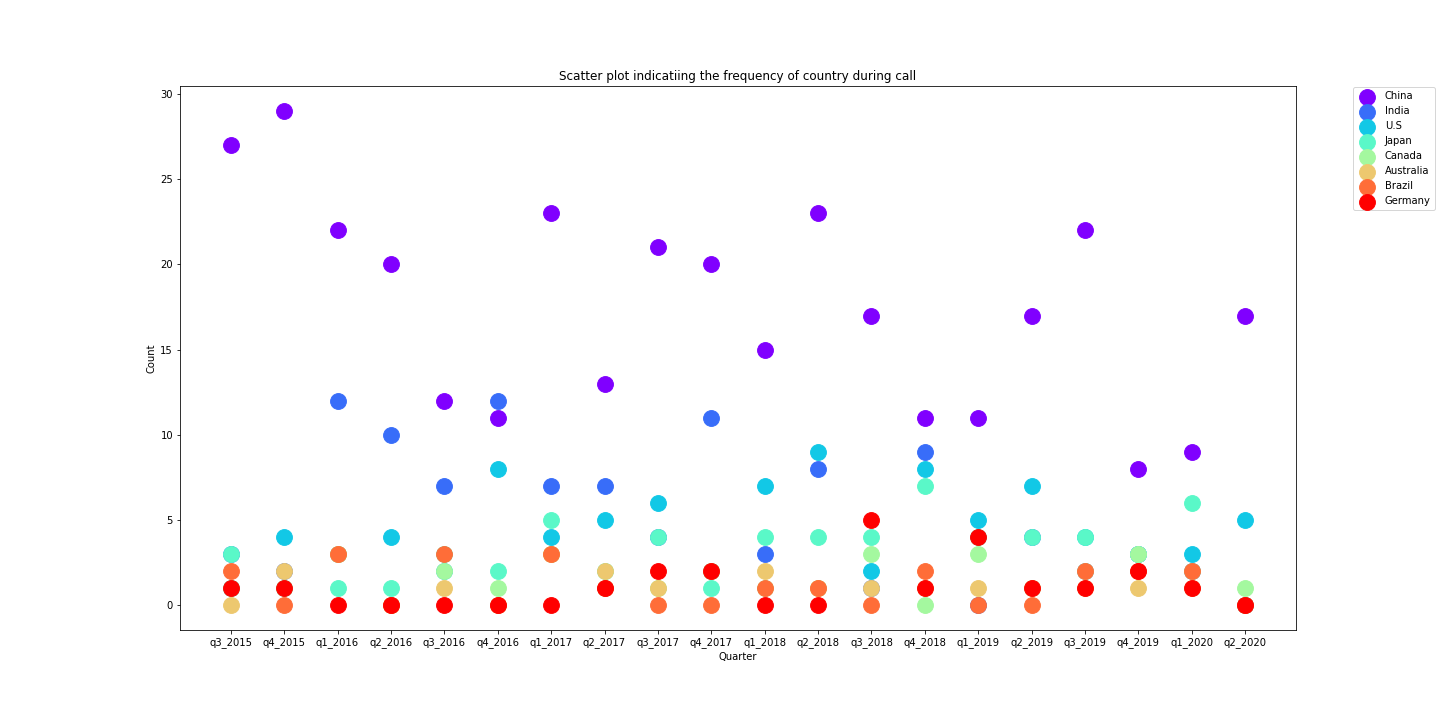 Scatter plot indicatiing the frequency of country during call
30
25
20
15
10
5
0
Count
q3_2015 q4_2015 q1_2016 q2_2016 q3_2016 q4_2016 q1_2017 q2_2017 q3_2017 q4_2017 q1_2018 q2_2018 q3_2018 q4_2018 q1_2019 q2_2019 q3_2019 q4_2019 q1_2020 q2_2020
Quarter
China
India
U.S
Japan
Canada
Australia
Brazil
Germany